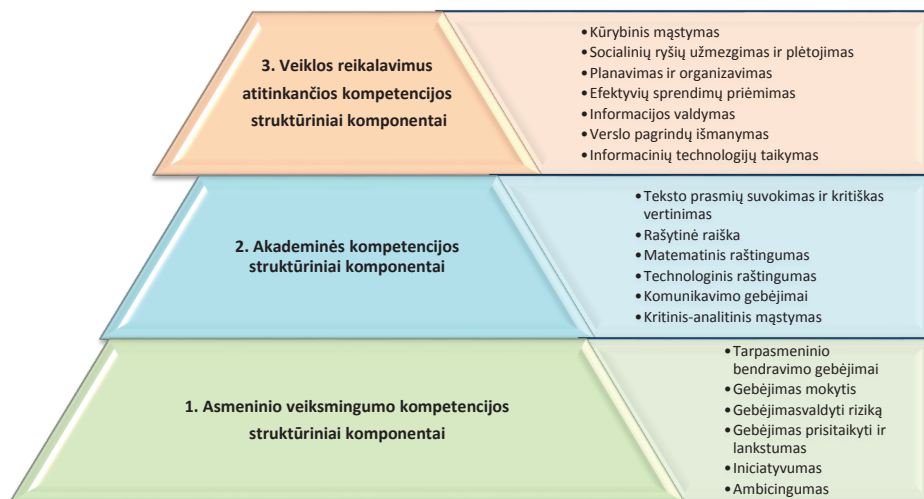 3. Veiklos reikalavimus
atitinkančios kompetencijos
struktūriniai komponentai
•Kūrybinis mąstymas
•Socialinių ryšių užmezgimas ir plėtojimas
•Planavimas ir organizavimas
•Efektyvių sprendimų priėmimas
•Informacijos valdymas
•Verslo pagrindų išmanymas
•Informacinių technologijų taikymas
2. Akademinės kompetencijos
struktūriniai komponentai
•Teksto prasmių suvokimas ir kritiškas
vertinimas
•Rašytinė raiška
•Matematinis raštingumas
•Technologinis raštingumas
•Komunikavimo gebėjimai
•Kritinis-analitinis mąstymas
1. Asmeninio veiksmingumo kompetencijos
struktūriniai komponentai
•Tarpasmeninio
bendravimo gebėjimai
•Gebėjimas mokytis
•Gebėjimasvaldyti riziką
•Gebėjimas prisitaikyti ir
lankstumas
•Iniciatyvumas
•Ambicingumas